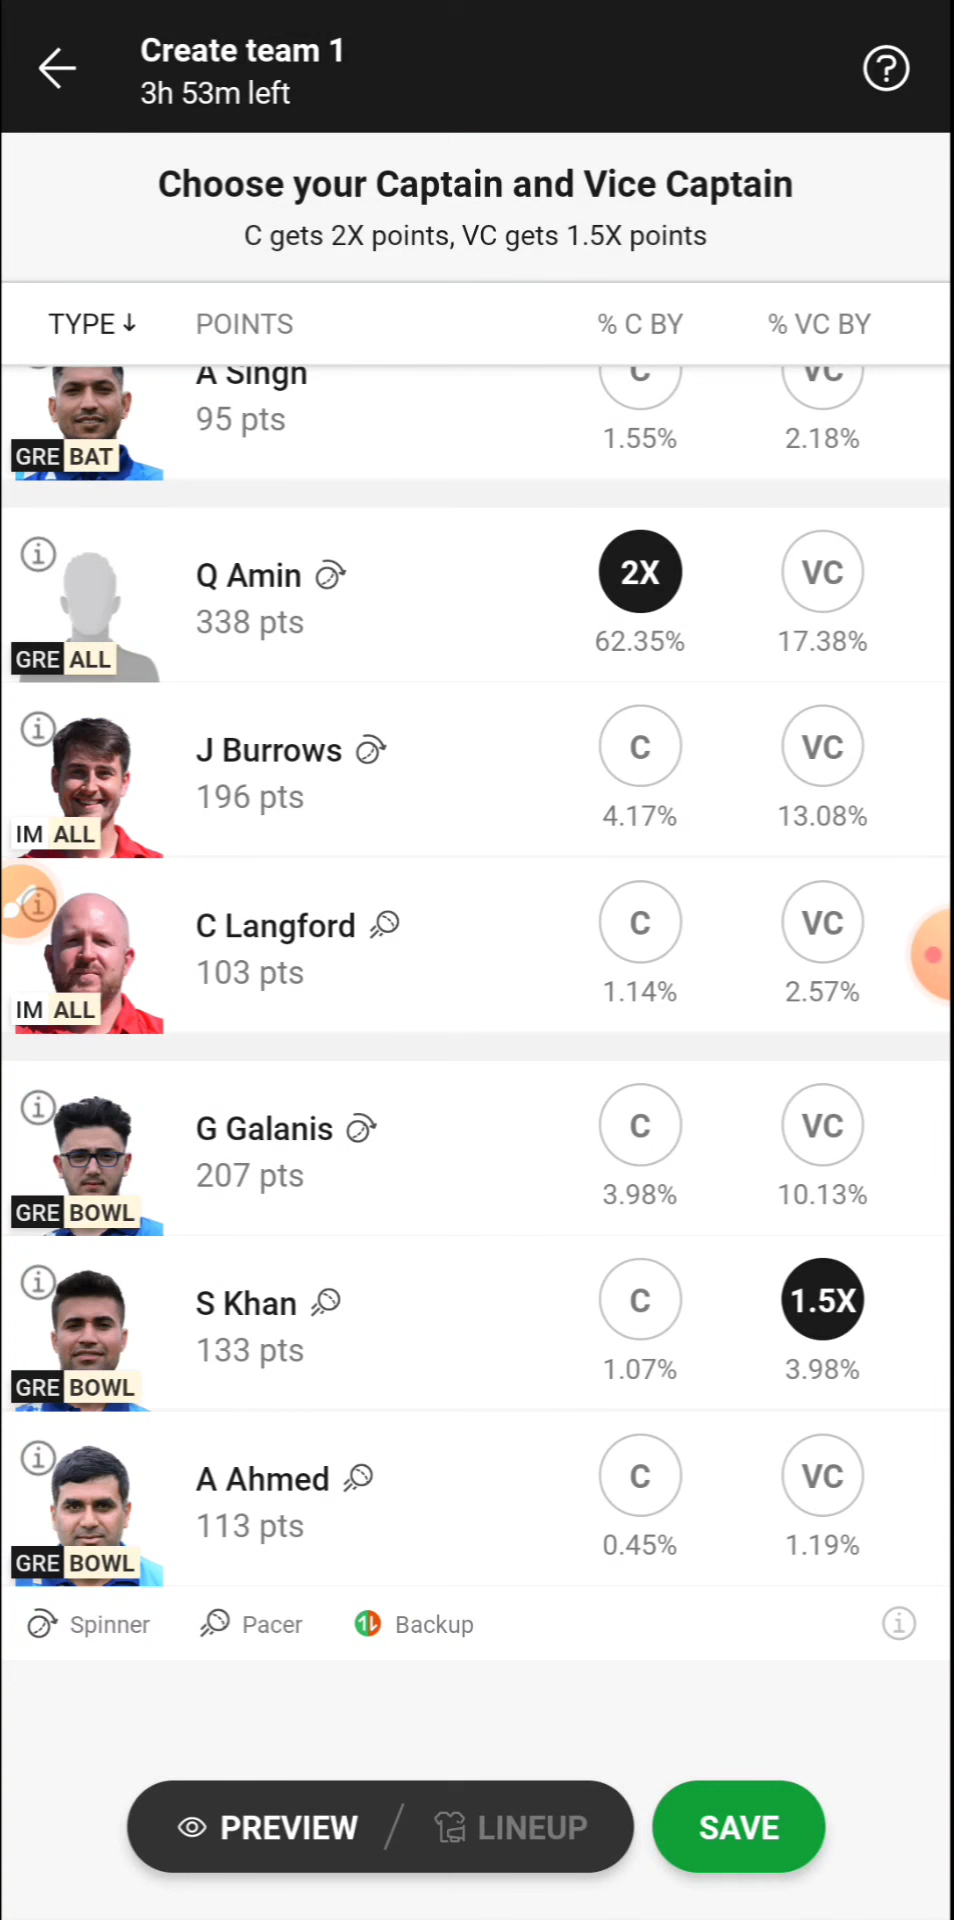 Create team 1
3h 53m left
Choose your Captain and Vice Captain
C gets 2X points, VC gets 1.5X points
TYPE↓ POINTS % C BY % VC BY
A Singh C VC
95 pts
1.55% 2.18%
GRE BAT
Q Amin 2X VC
338 pts
62.35% 17.38%
GRE ALL
J Burrows C VC
196 pts
4.17% 13.08%
IM ALL
C Langford C VC
103 pts
1.14% 2.57%
IM ALL
G Galanis C VC
207 pts
3.98% 10.13%
GRE BOWL
S Khan C 1.5X
133 pts
1.07% 3.98%
GRE BOWL
A Ahmed C VC
113 pts
0.45% 1.19%
GRE BOWL
Spinner Pacer Backup
PREVIEW / LINEUP SAVE